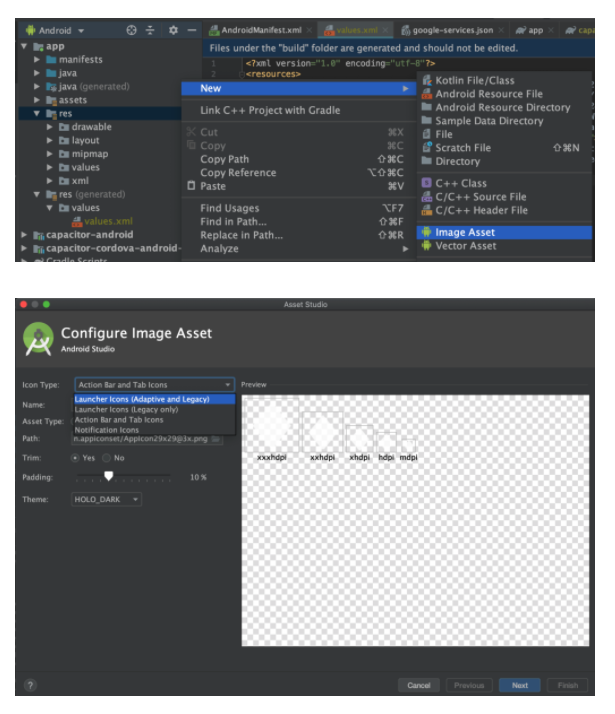 Android
AndroidManifest.xml
values.xml
google-services.json
app
capa
app
Files under the "build" folder are generated and should not be edited.
manifests
1 <?xml version="1.0" encoding="utf-8"?>
java
2 <resources>
java (generated)
assets
res
drawable
layout
mipmap
values
xml
res (generated)
values
values.xml
capacitor-android
capacitor-cordova-android-
Gradle Scripts
New
Link C++ Project with Gradle
Cut ⌘X
Copy ⌘C
Copy Path ⇧⌘C
Copy Reference ⌥⇧⌘C
Paste ⌘V
Find Usages ⌥F7
Find in Path... ⇧⌘F
Replace in Path... ⇧⌘R
Analyze
Kotlin File/Class
Android Resource File
Android Resource Directory
Sample Data Directory
File
Scratch File ⇧⌘N
Directory
C++ Class
C/C++ Source File
C/C++ Header File
Image Asset
Vector Asset
Asset Studio
Configure Image Asset
Android Studio
Icon Type: Action Bar and Tab Icons
Launcher Icons (Adaptive and Legacy)
Launcher Icons (Legacy only)
Action Bar and Tab Icons
Notification Icons
Name:
Asset Type:
Path: n.appiconset/AppIcon29x29@3x.png
Trim: Yes No
Padding: 10 %
Theme: HOLO_DARK
Preview
xxxhdpi xxhdpi xhdpi hdpi mdpi
?
Cancel Previous Next Finish